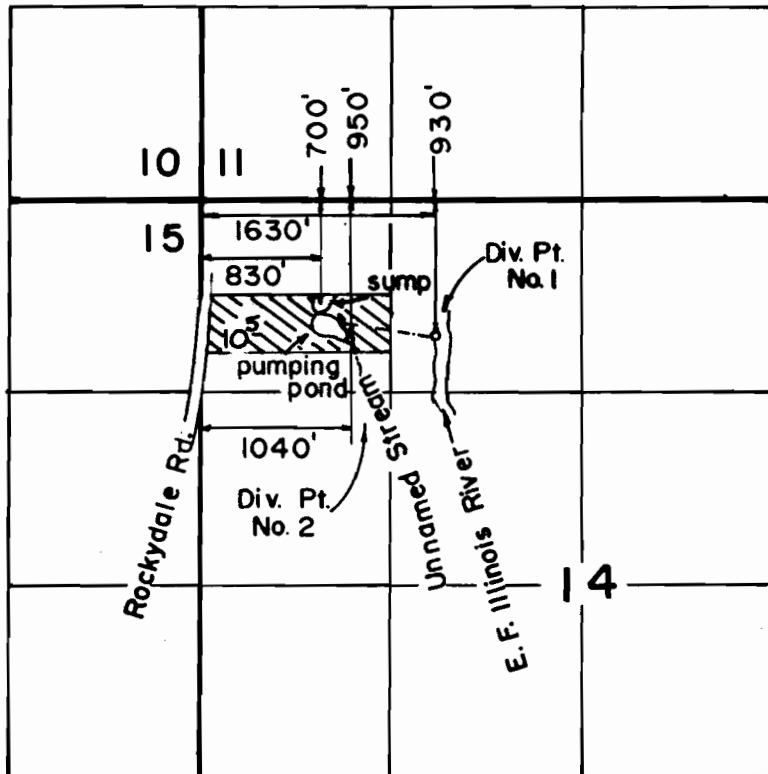 700'
950'
930'
10 11
15
1630'
830'
sump
Div. Pt.
No. 1
10⁵
pumping
pond
1040'
Div. Pt.
No. 2
Rockydale Rd.
Unnamed Stream
E. F. Illinois River
14